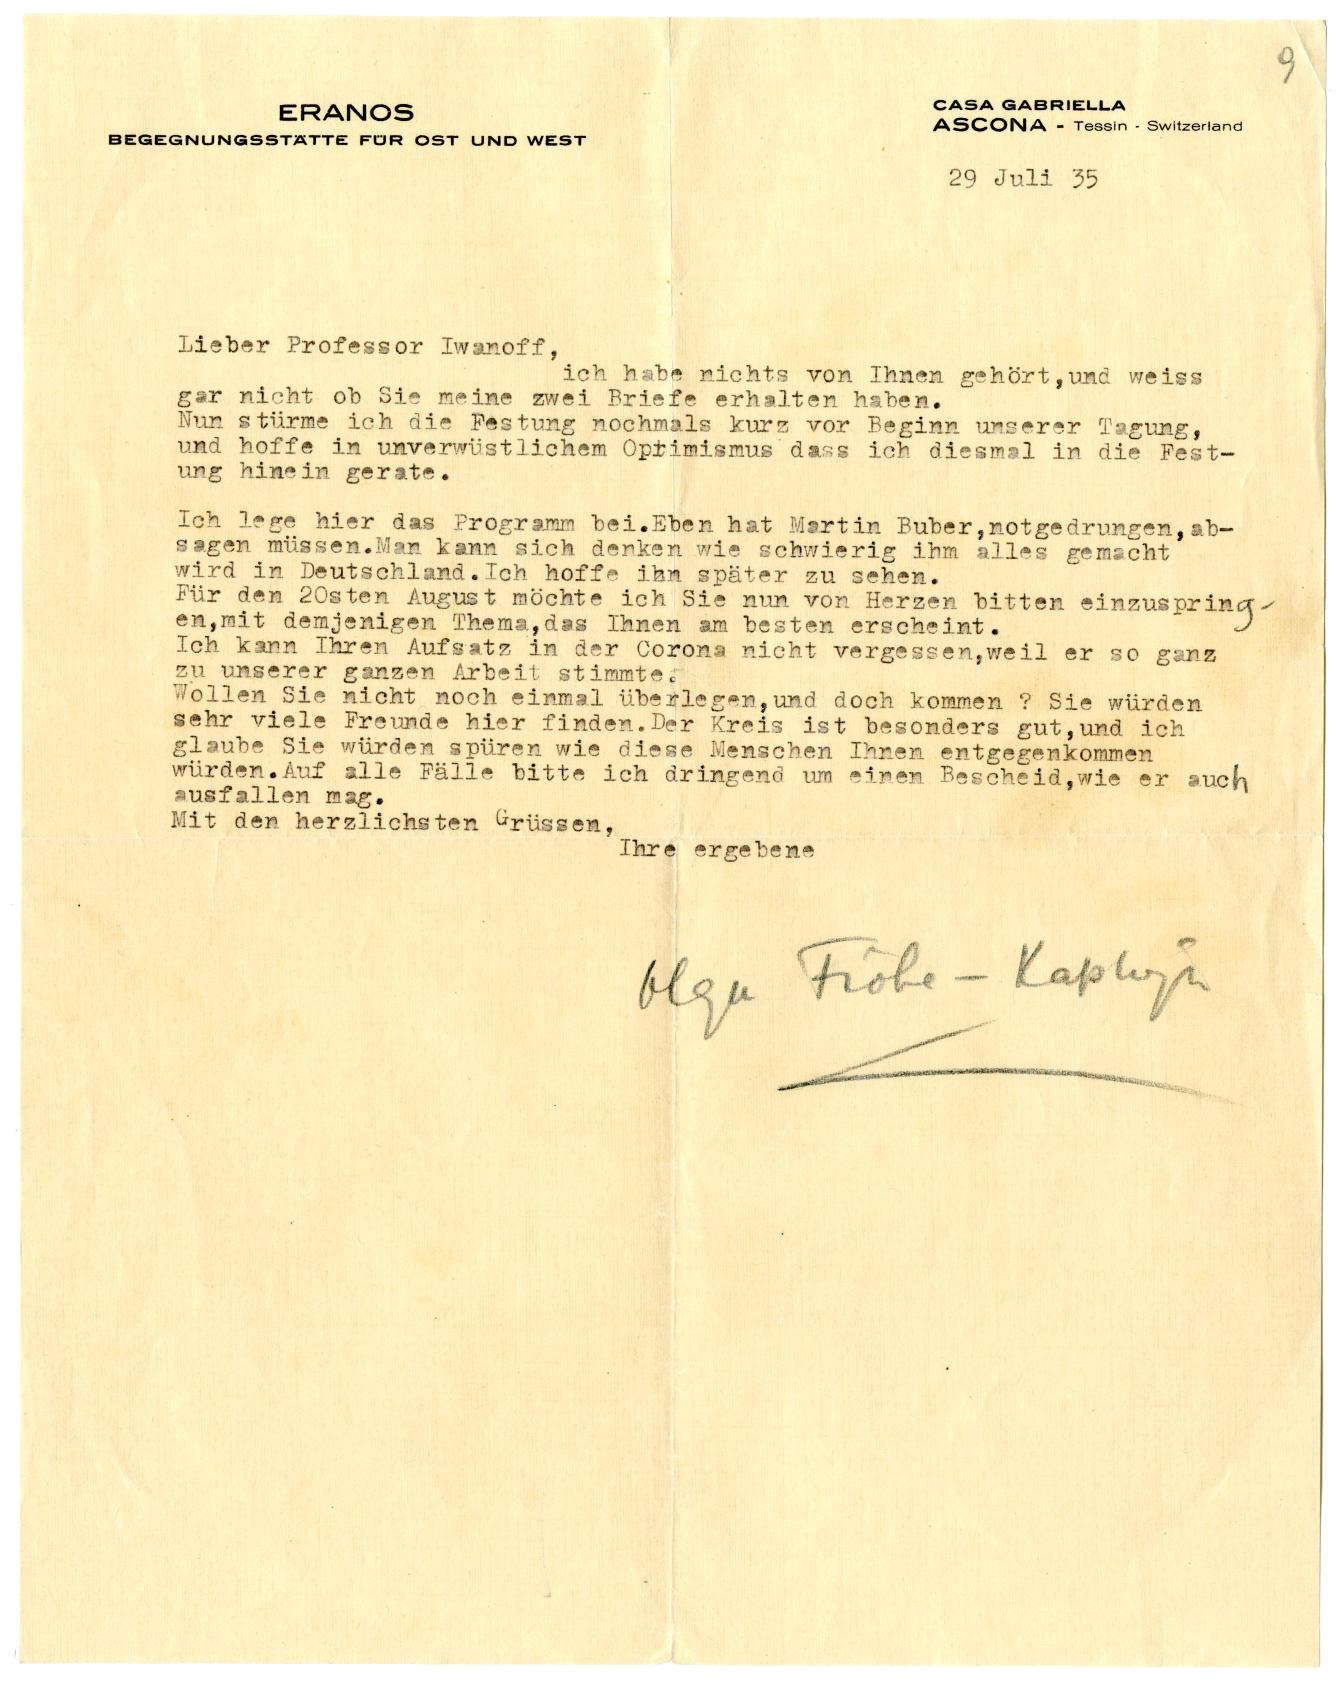 9
ERANOS
BEGEGNUNGSSTÄTTE FÜR OST UND WEST
CASA GABRIELLA
ASCONA - Tessin - Switzerland
29 Juli 35
Lieber Professor Iwanoff,
ich habe nichts von Ihnen gehört,und weiss
gar nicht ob Sie meine zwei Briefe erhalten haben.
Nun stürme ich die Festung nochmals kurz vor Beginn unserer Tagung,
und hoffe in unverwüstlichem Optimismus dass ich diesmal in die Fest-
ung hinein gerate.
Ich lege hier das Programm bei.Eben hat Martin Buber,notgedrungen,ab-
sagen müssen.Man kann sich denken wie schwierig ihm alles gemacht
wird in Deutschland.Ich hoffe ihn später zu sehen.
Für den 20sten August möchte ich Sie nun von Herzen bitten einzuspring-
en,mit demjenigen Thema,das Ihnen am besten erscheint.
Ich kann Ihren Aufsatz in der Corona nicht vergessen,weil er so ganz
zu unserer ganzen Arbeit stimmte.
Wollen Sie nicht noch einmal überlegen,und doch kommen ? Sie würden
sehr viele Freunde hier finden.Der Kreis ist besonders gut,und ich
glaube Sie würden spüren wie diese Menschen Ihnen entgegenkommen
würden.Auf alle Fälle bitte ich dringend um einen Bescheid,wie er auch
ausfallen mag.
Mit den herzlichsten Grüssen,
Ihre ergebene
Olga Fröbe - Kapteyn